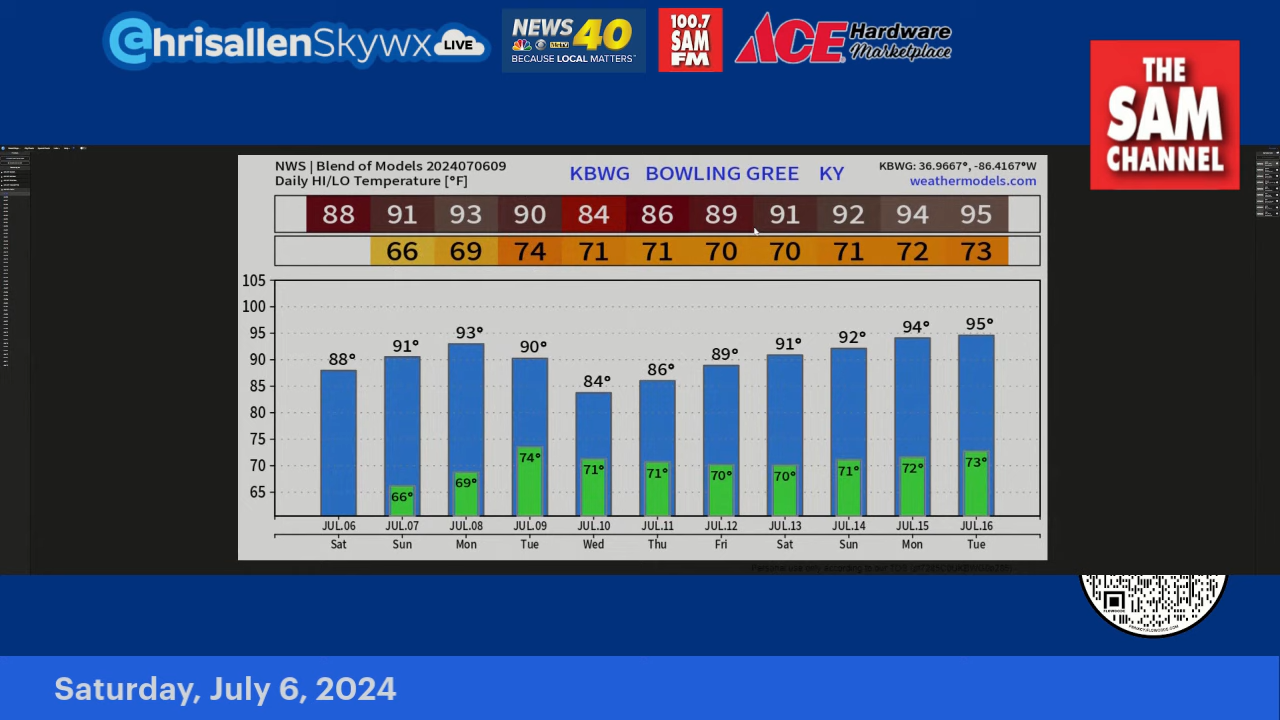 @hrisallenSkywx LIVE
NEWS 40
BECAUSE LOCAL MATTERS
100.7
SAM
FM
ACE Hardware
Marketplace
THE
SAM
CHANNEL
NWS | Blend of Models 2024070609
Daily HI/LO Temperature [°F]
KBWG BOWLING GREE KY
KBWG: 36.9667°, -86.4167°W
weathermodels.com
88 91 93 90 84 86 89 91 92 94 95
66 69 74 71 71 70 70 71 72 73
105
100
95
90
85
80
75
70
65
88° 91° 93° 90° 84° 86° 89° 91° 92° 94° 95°
66° 69° 74° 71° 71° 70° 70° 71° 72° 73°
JUL.06 JUL.07 JUL.08 JUL.09 JUL.10 JUL.11 JUL.12 JUL.13 JUL.14 JUL.15 JUL.16
Sat Sun Mon Tue Wed Thu Fri Sat Sun Mon Tue
Saturday, July 6, 2024